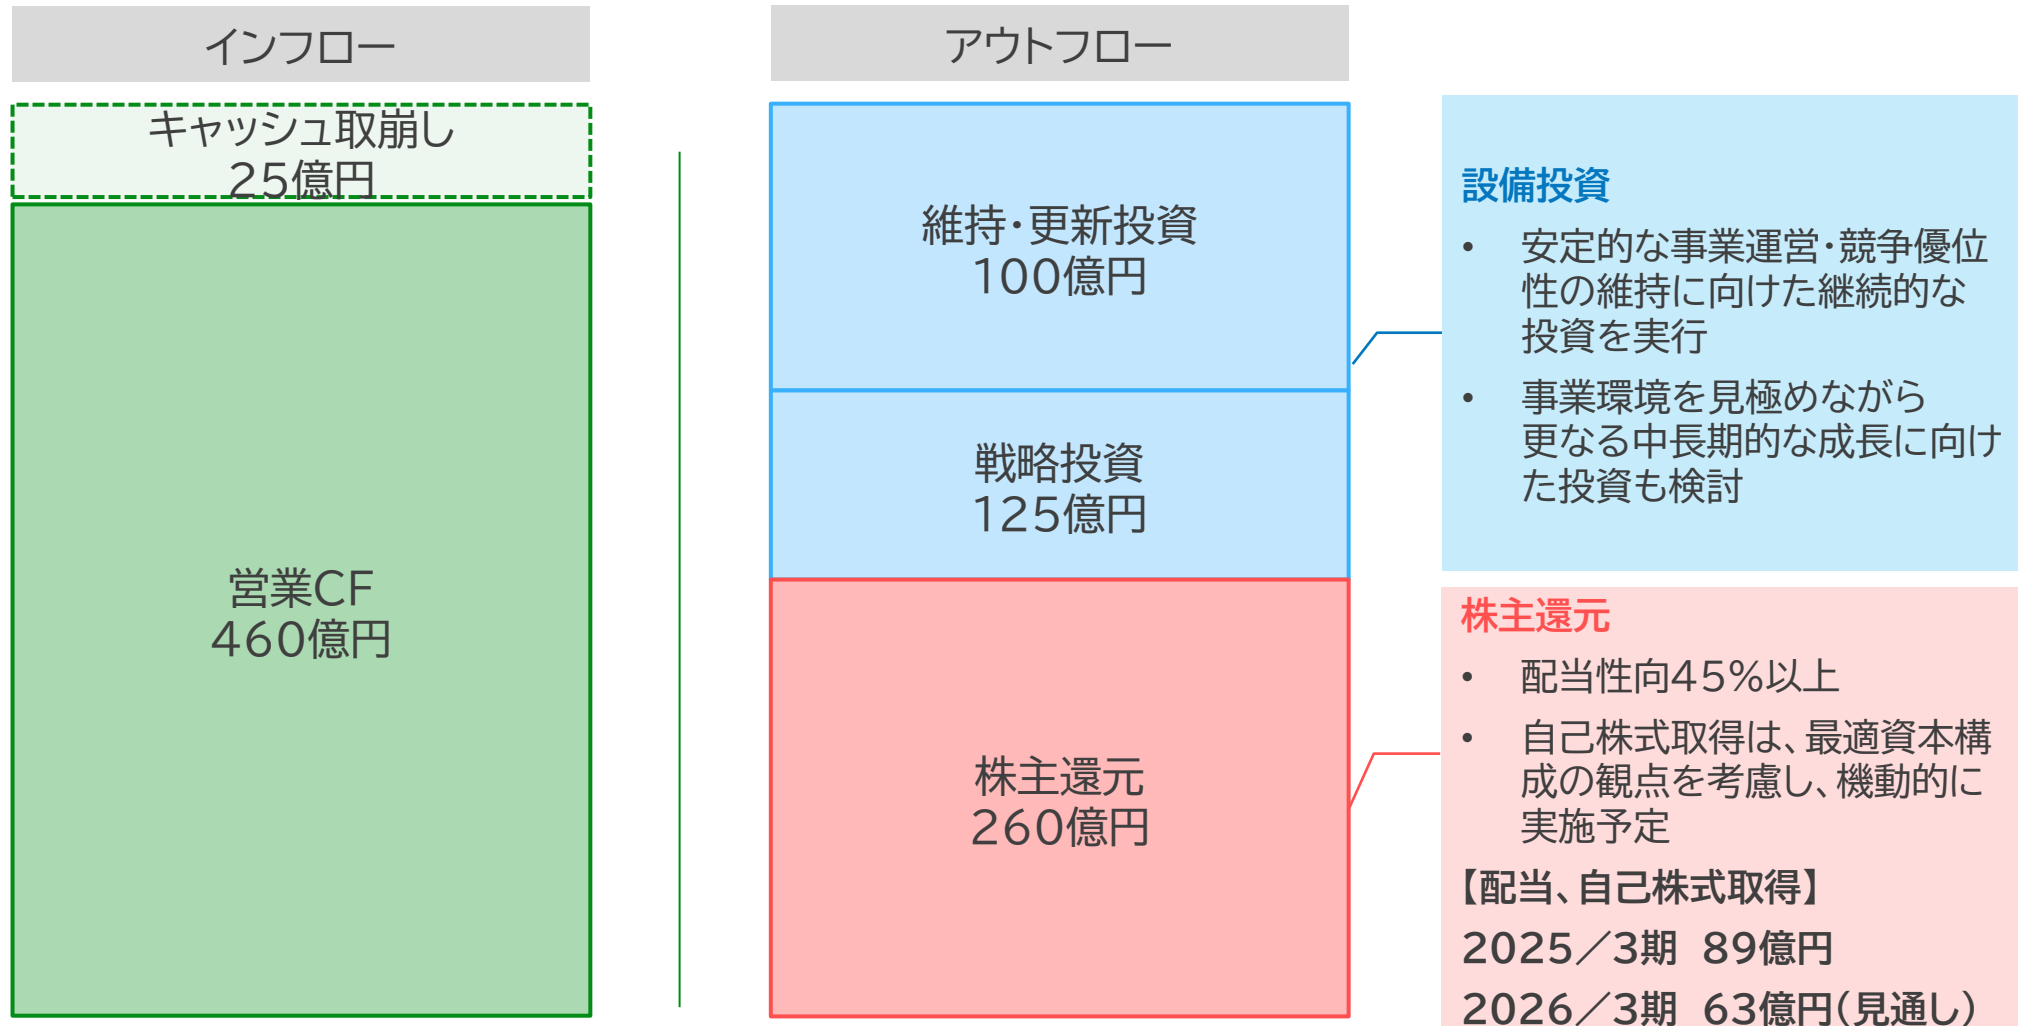 インフロー
キャッシュ取崩し
25億円
営業CF
460億円
アウトフロー
維持・更新投資
100億円
戦略投資
125億円
株主還元
260億円
設備投資
• 安定的な事業運営・競争優位
性の維持に向けた継続的な
投資を実行
• 事業環境を見極めながら
更なる中長期的な成長に向け
た投資も検討
株主還元
• 配当性向45%以上
• 自己株式取得は、最適資本構
成の観点を考慮し、機動的に
実施予定
【配当、自己株式取得】
2025／3期 89億円
2026／3期 63億円（見通し）